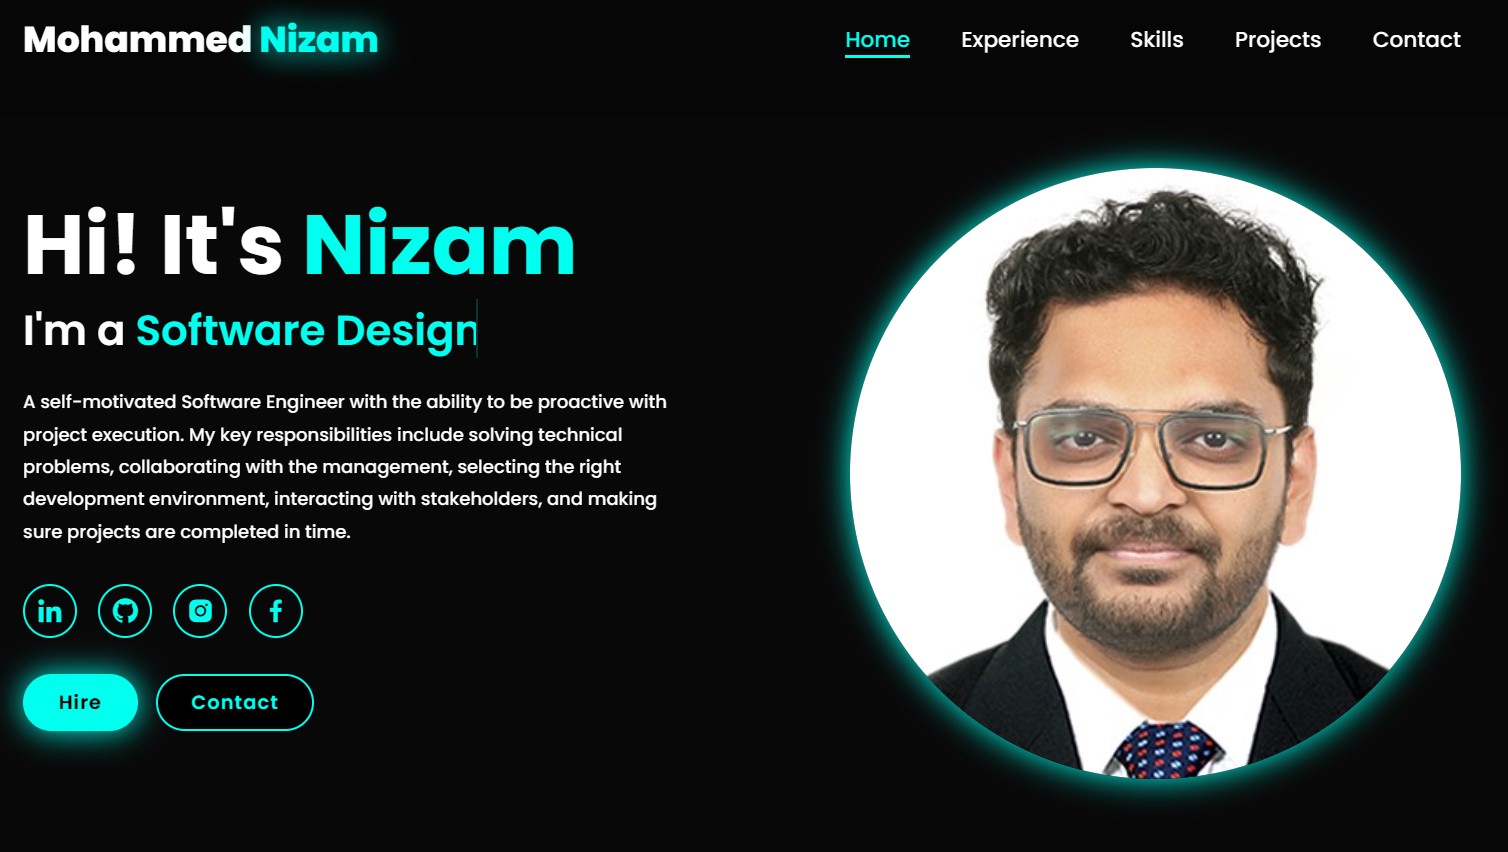 Mohammed Nizam
Home Experience Skills Projects Contact
Hi! It's Nizam
I'm a Software Design
A self-motivated Software Engineer with the ability to be proactive with
project execution. My key responsibilities include solving technical
problems, collaborating with the management, selecting the right
development environment, interacting with stakeholders, and making
sure projects are completed in time.
Hire Contact